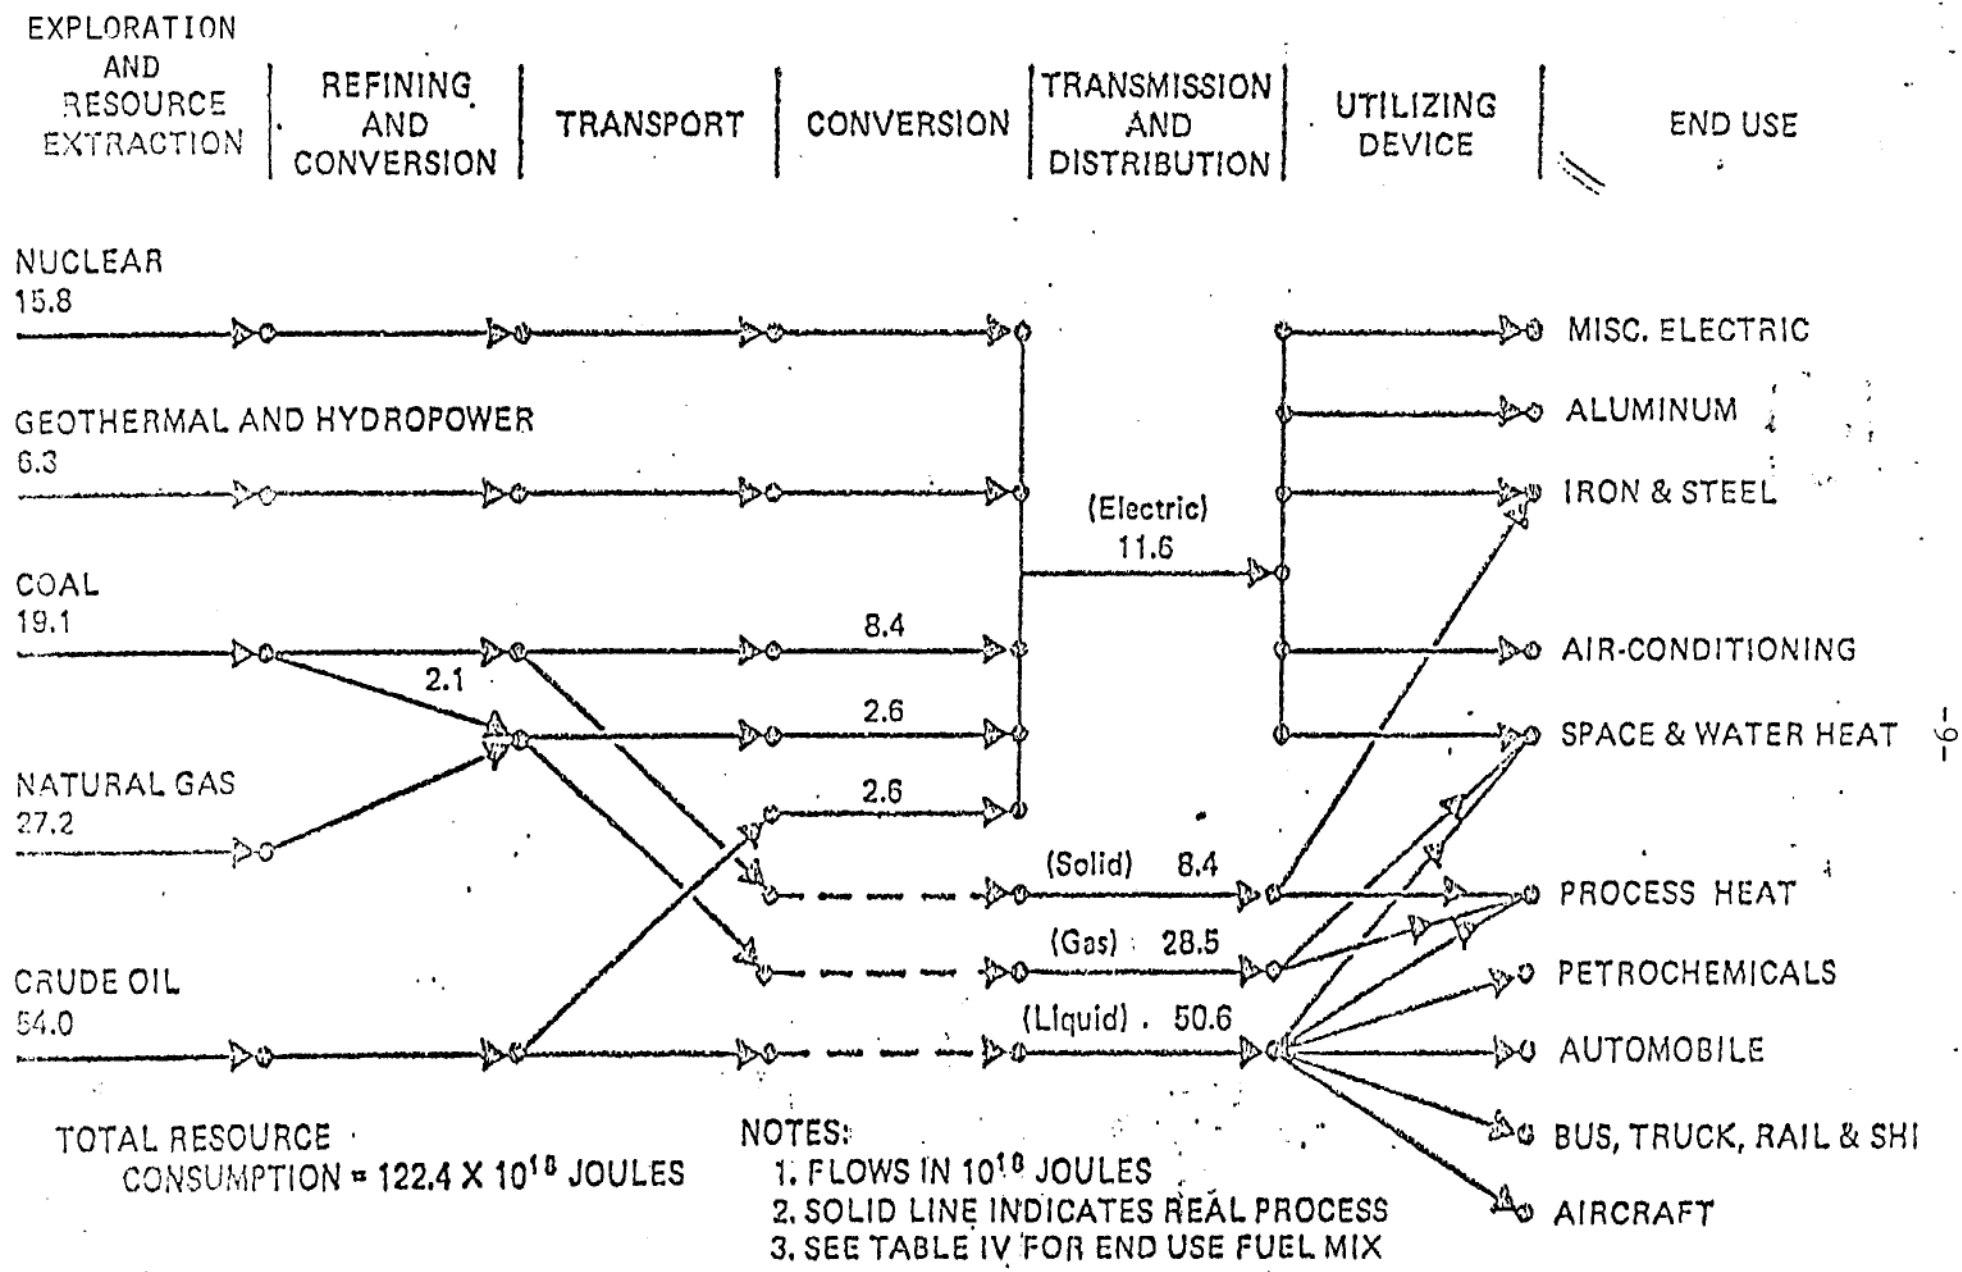 EXPLORATION
AND
RESOURCE
EXTRACTION
REFINING
AND
CONVERSION
TRANSPORT
CONVERSION
TRANSMISSION
AND
DISTRIBUTION
UTILIZING
DEVICE
END USE
NUCLEAR
15.8
MISC. ELECTRIC
ALUMINUM
GEOTHERMAL AND HYDROPOWER
6.3
IRON & STEEL
(Electric)
11.6
COAL
19.1
8.4
AIR-CONDITIONING
2.1
2.6
SPACE & WATER HEAT
-6-
NATURAL GAS
27.2
2.6
(Solid) 8.4
PROCESS HEAT
(Gas) 28.5
PETROCHEMICALS
CRUDE OIL
54.0
(Liquid) 50.6
AUTOMOBILE
BUS, TRUCK, RAIL & SHI
AIRCRAFT
TOTAL RESOURCE
CONSUMPTION = 122.4 X 10¹⁸ JOULES
NOTES:
1. FLOWS IN 10¹⁸ JOULES
2. SOLID LINE INDICATES REAL PROCESS
3. SEE TABLE IV FOR END USE FUEL MIX